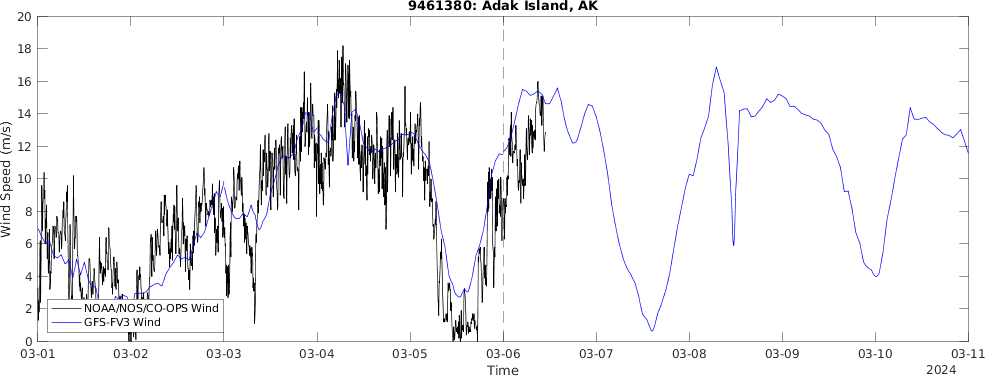 9461380: Adak Island, AK
Wind Speed (m/s)
20
18
16
14
12
10
8
6
4
2
0
NOAA/NOS/CO-OPS Wind
GFS-FV3 Wind
03-01 03-02 03-03 03-04 03-05 03-06 03-07 03-08 03-09 03-10 03-11
Time
2024